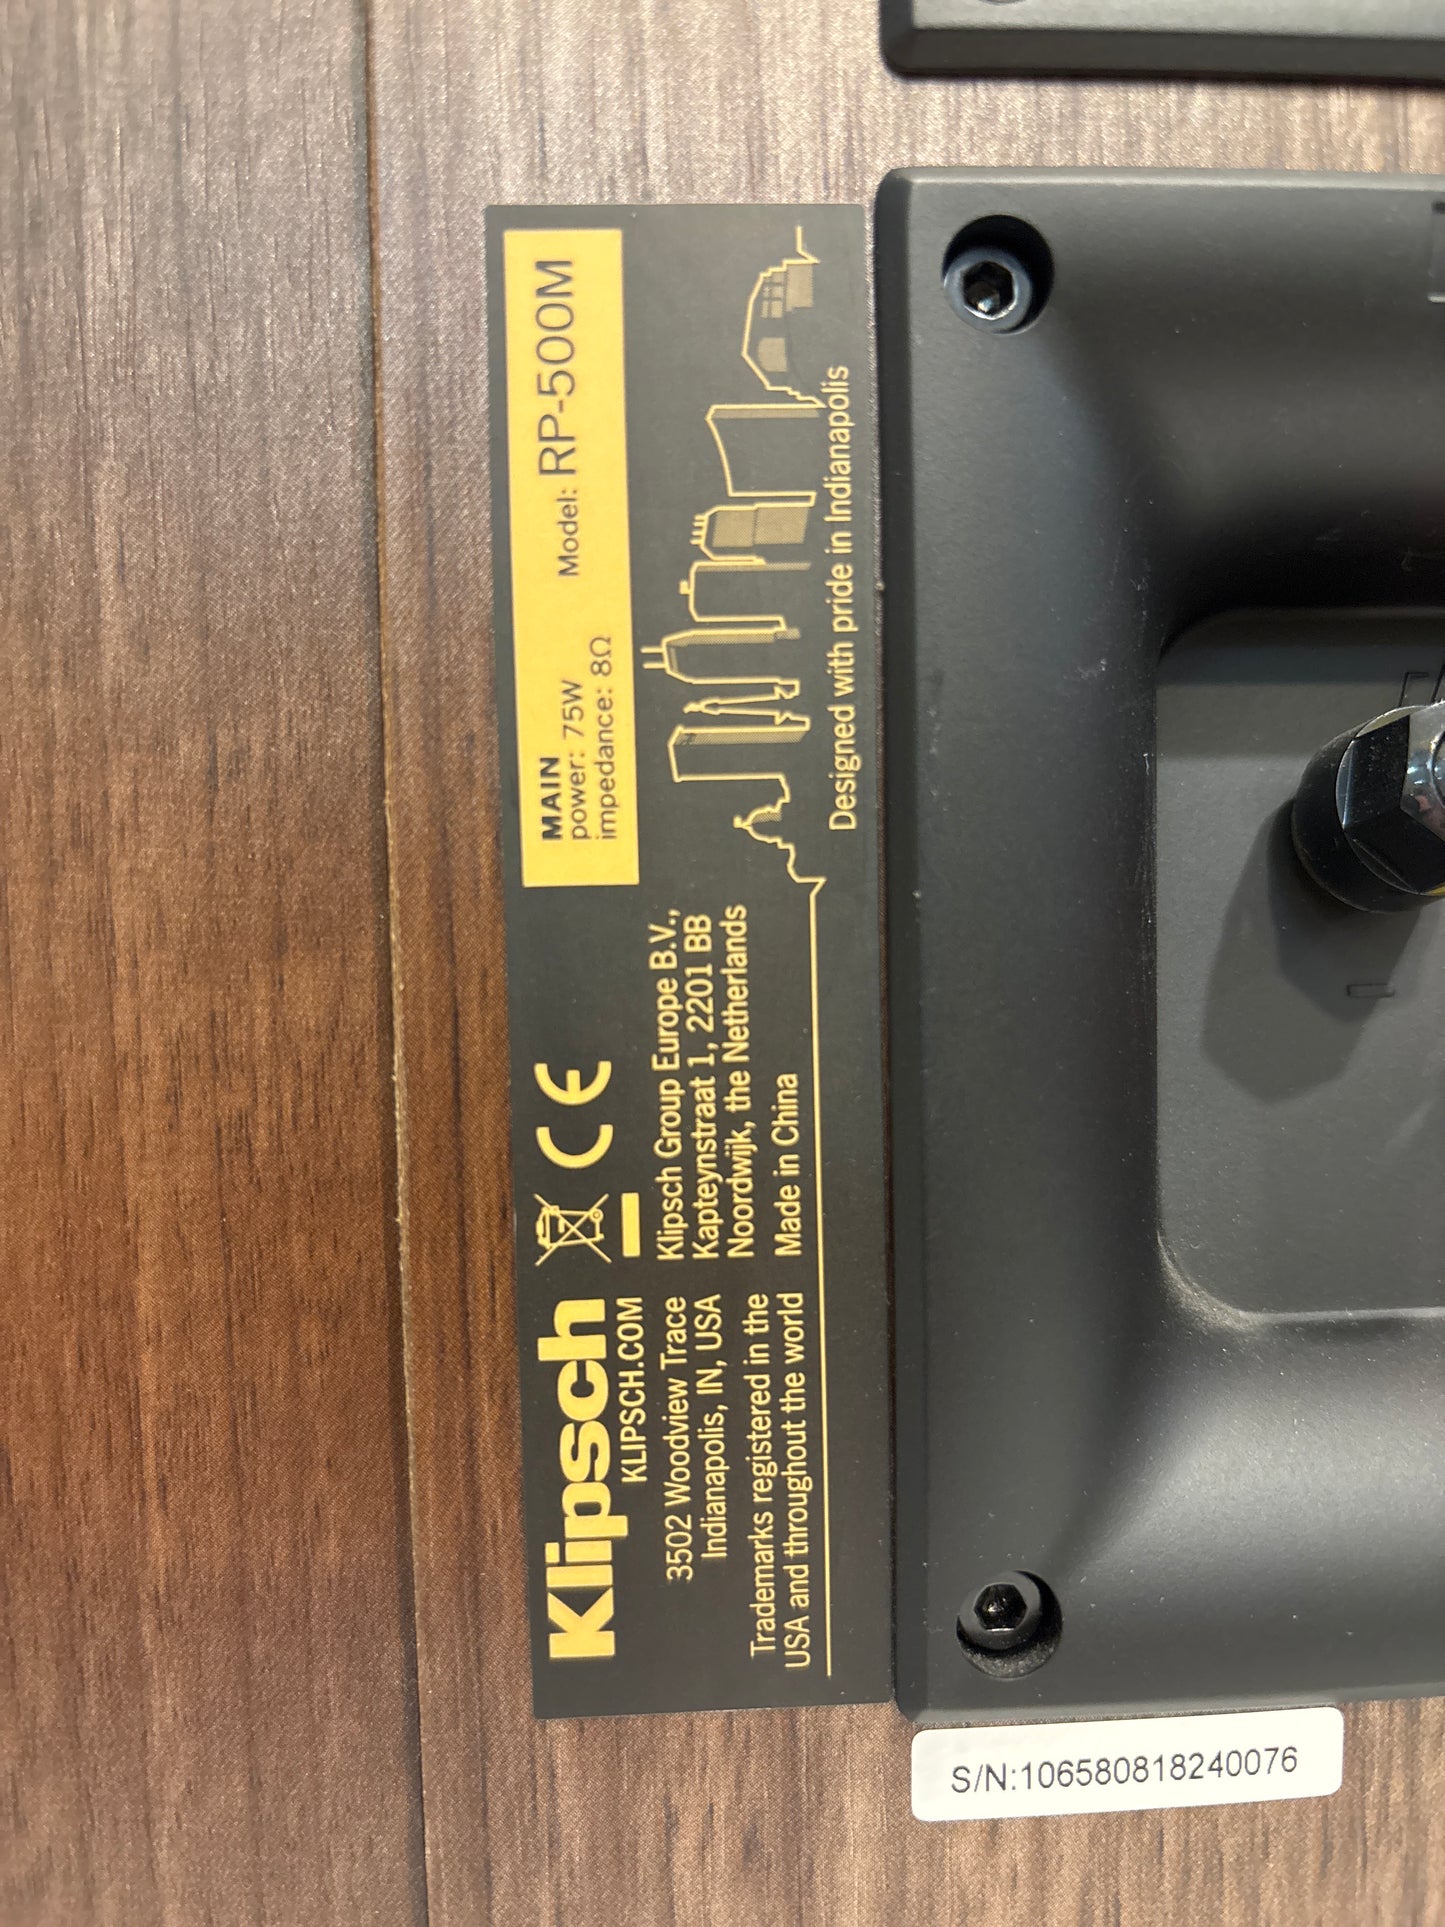 Klipsch
KLIPSCH.COM
3502 Woodview Trace
Indianapolis, IN, USA
Trademarks registered in the
USA and throughout the world
CE
Klipsch Group Europe B.V.,
Kapteynstraat 1, 2201 BB
Noordwijk, the Netherlands
Made in China
MAIN
power: 75W
impedance: 8Ω
Model: RP-500M
Designed with pride in Indianapolis
S/N:106580818240076